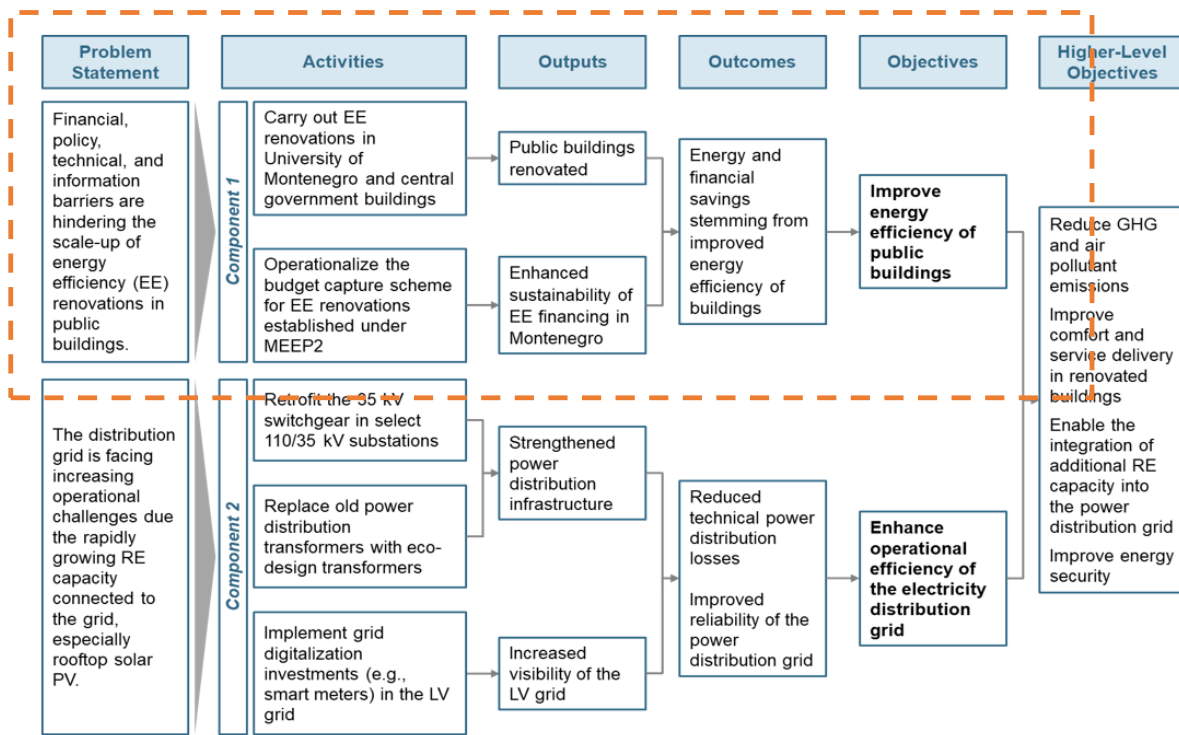 Problem
Statement
Activities
Outputs
Outcomes
Objectives
Higher-Level
Objectives
Financial,
policy,
technical, and
information
barriers are
hindering the
scale-up of
energy
efficiency (EE)
renovations in
public
buildings.
Component 1
Carry out EE
renovations in
University of
Montenegro and central
government buildings
Operationalize the
budget capture scheme
for EE renovations
established under
MEEP2
Public buildings
renovated
Enhanced
sustainability of
EE financing in
Montenegro
Energy and
financial
savings
stemming from
improved
energy
efficiency of
buildings
Improve
energy
efficiency of
public
buildings
The distribution
grid is facing
increasing
operational
challenges due
the rapidly
growing RE
capacity
connected to
the grid,
especially
rooftop solar
PV.
Component 2
Retrofit the 35 kV
switchgear in select
110/35 kV substations
Replace old power
distribution
transformers with eco-
design transformers
Implement grid
digitalization
investments (e.g.,
smart meters) in the LV
grid
Strengthened
power
distribution
infrastructure
Increased
visibility of the
LV grid
Reduced
technical power
distribution
losses
Improved
reliability of the
power
distribution grid
Enhance
operational
efficiency of
the electricity
distribution
grid
Reduce GHG
and air
pollutant
emissions
Improve
comfort and
service delivery
in renovated
buildings
Enable the
integration of
additional RE
capacity into
the power
distribution grid
Improve energy
security